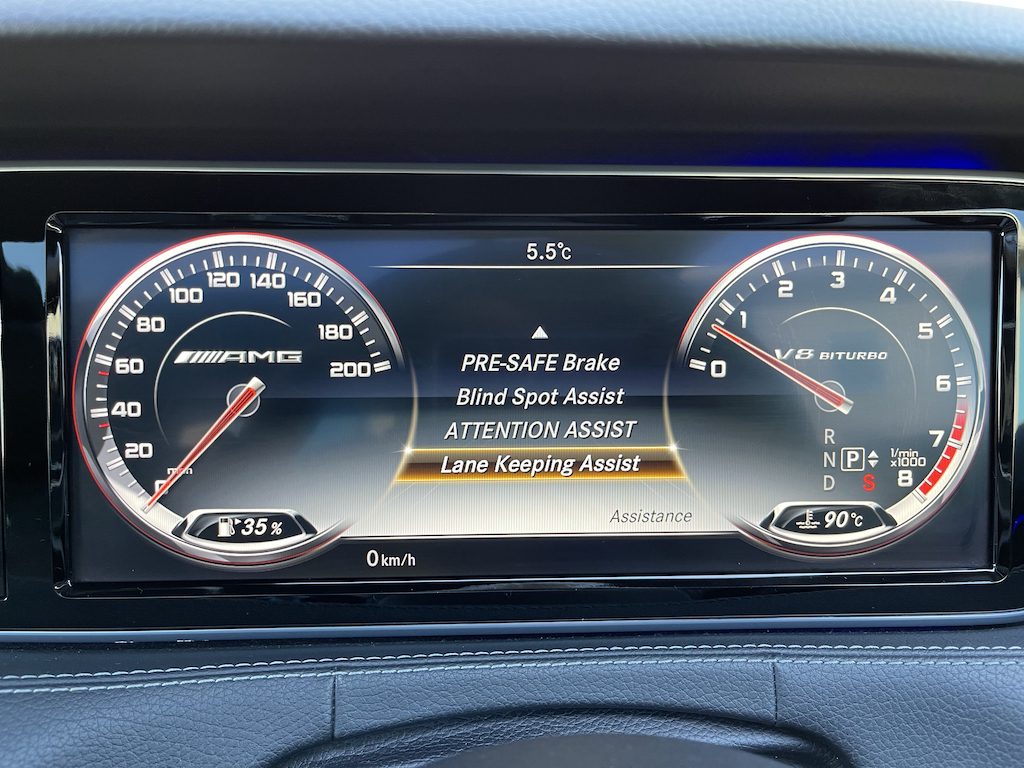 5.5°c
0
20
40
60
80
100
120
140
160
180
200
AMG
mph
35 %
PRE-SAFE Brake
Blind Spot Assist
ATTENTION ASSIST
Lane Keeping Assist
Assistance
0 km/h
0
1
2
3
4
5
6
7
8
V8 BITURBO
R
N
P
D
S
1/min
x1000
90 °c